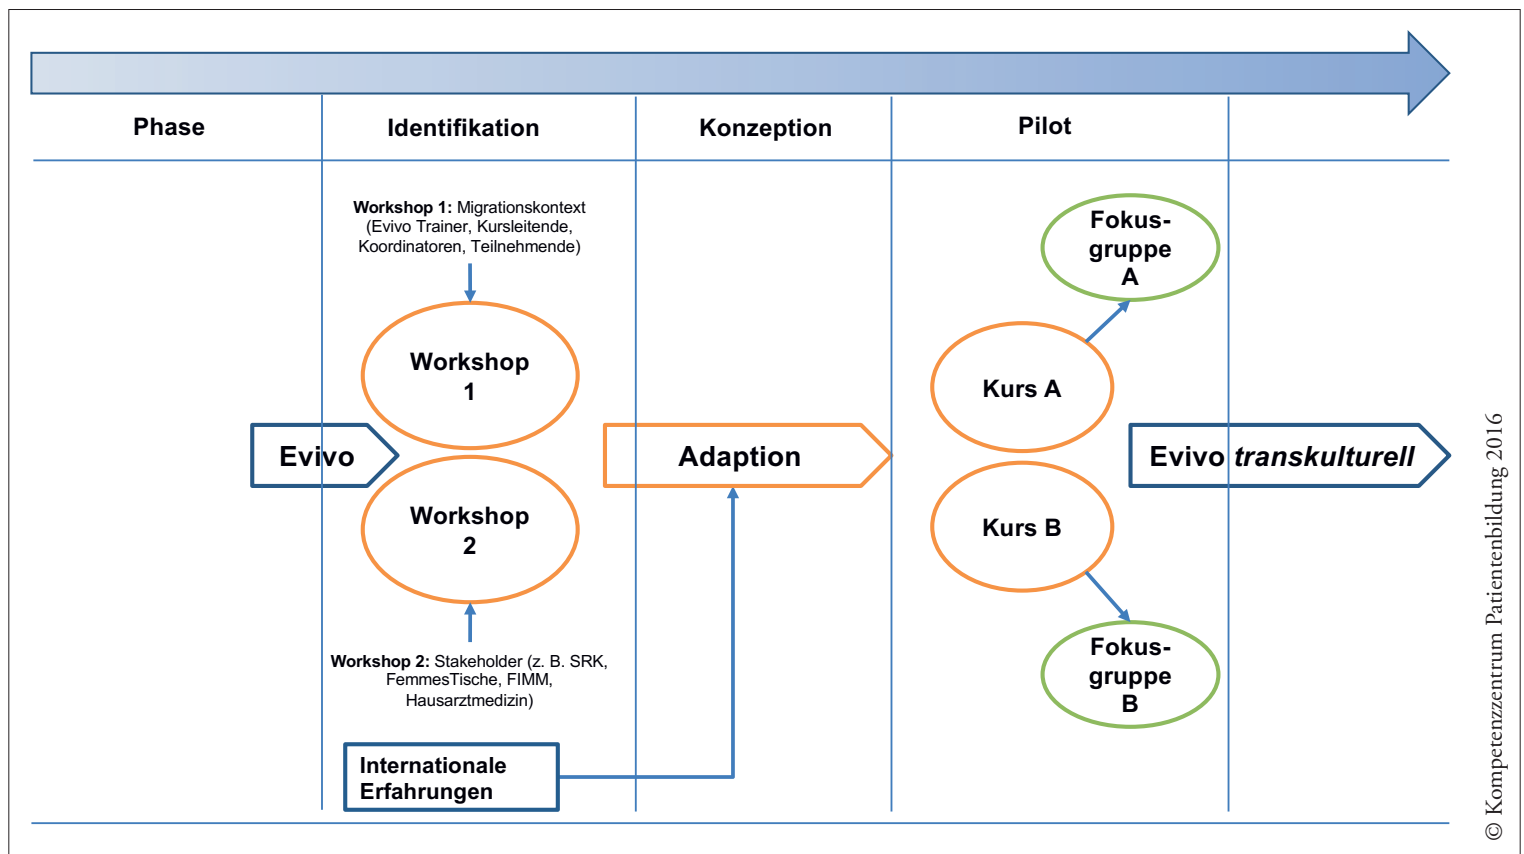 Phase
Identifikation
Konzeption
Pilot
Workshop 1: Migrationskontext
(Evivo Trainer, Kursleitende,
Koordinatoren, Teilnehmende)
Workshop
1
Evivo
Workshop
2
Workshop 2: Stakeholder (z. B. SRK,
FemmesTische, FIMM,
Hausarztmedizin)
Internationale
Erfahrungen
Adaption
Fokus-
gruppe
A
Kurs A
Kurs B
Fokus-
gruppe
B
Evivo transkulturell
© Kompetenzzentrum Patientenbildung 2016